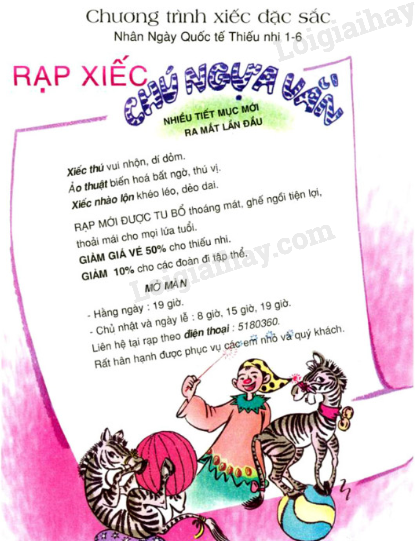 Chương trình xiếc đặc sắc
Nhân Ngày Quốc tế Thiếu nhi 1-6
Loigiaihay
RẠP XIẾC CHÚ NGỰA VẰN
NHIỀU TIẾT MỤC MỚI
RA MẮT LẦN ĐẦU
Xiếc thú vui nhộn, dí dỏm.
Ảo thuật biến hoá bất ngờ, thú vị.
Xiếc nhào lộn khéo léo, dẻo dai.
RẠP MỚI ĐƯỢC TU BỔ thoáng mát, ghế ngồi tiện lợi,
thoải mái cho mọi lứa tuổi.
GIẢM GIÁ VÉ 50% cho thiếu nhi,
GIẢM 10% cho các đoàn đi tập thể.
Loigiaihay.com
MỞ MÀN
- Hàng ngày : 19 giờ.
- Chủ nhật và ngày lễ : 8 giờ, 15 giờ, 19 giờ.
Liên hệ tại rạp theo điện thoại : 5180360.
Rất hân hạnh được phục vụ các em nhỏ và quý khách.